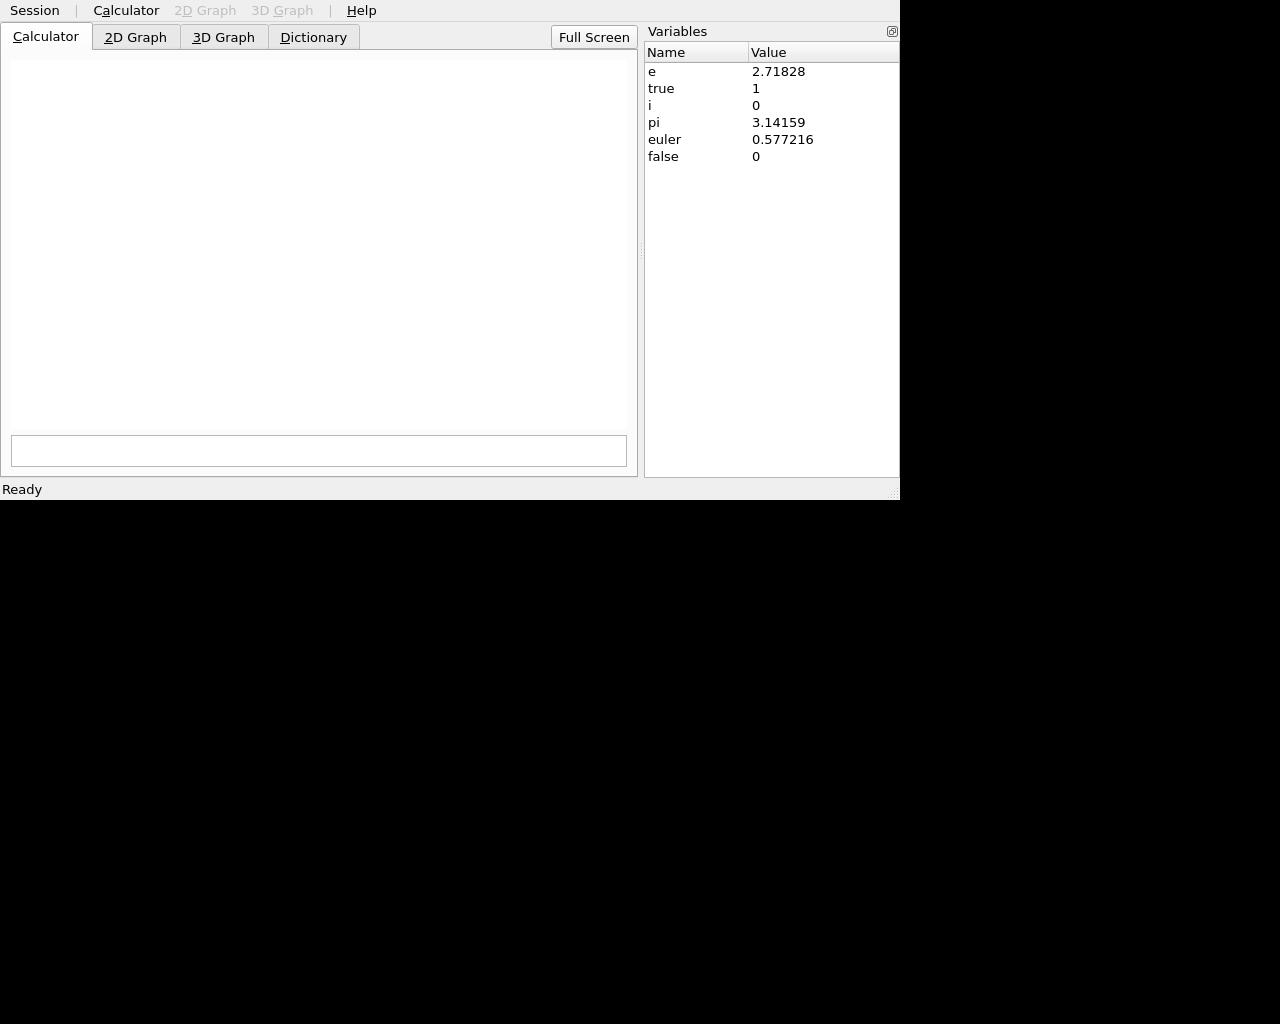 Session | Calculator 2D Graph 3D Graph | Help
Calculator 2D Graph 3D Graph Dictionary Full Screen
Variables
Name Value
e 2.71828
true 1
i 0
pi 3.14159
euler 0.577216
false 0
Ready